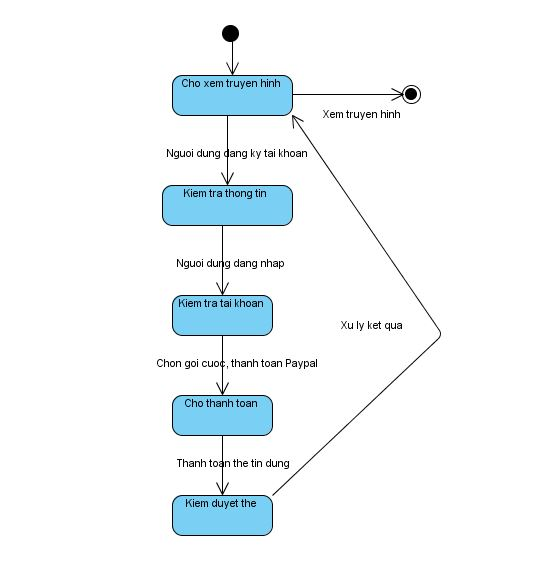 Cho xem truyen hinh
Xem truyen hinh
Nguoi dung dang ky tai khoan
Kiem tra thong tin
Nguoi dung dang nhap
Kiem tra tai khoan
Xu ly ket qua
Chon goi cuoc, thanh toan Paypal
Cho thanh toan
Thanh toan the tin dung
Kiem duyet the